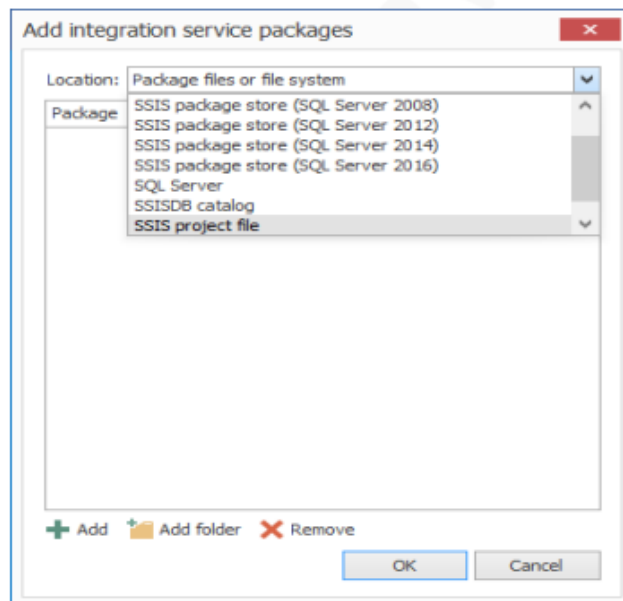 Add integration service packages
Location: Package files or file system
Package
SSIS package store (SQL Server 2008)
SSIS package store (SQL Server 2012)
SSIS package store (SQL Server 2014)
SSIS package store (SQL Server 2016)
SQL Server
SSISDB catalog
SSIS project file
Add Add folder Remove
OK Cancel